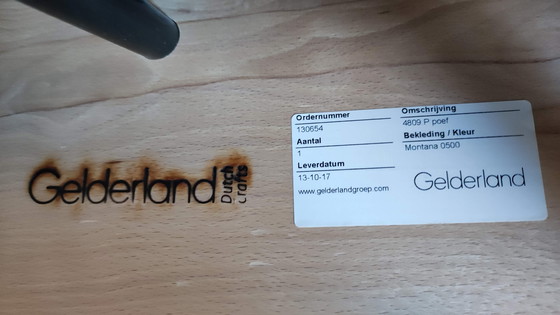 Gelderland
Dutch
crafts
Ordernummer
130654
Aantal
1
Leverdatum
13-10-17
www.gelderlandgroep.com
Omschrijving
4809 P poef
Bekleding / Kleur
Montana 0500
Gelderland